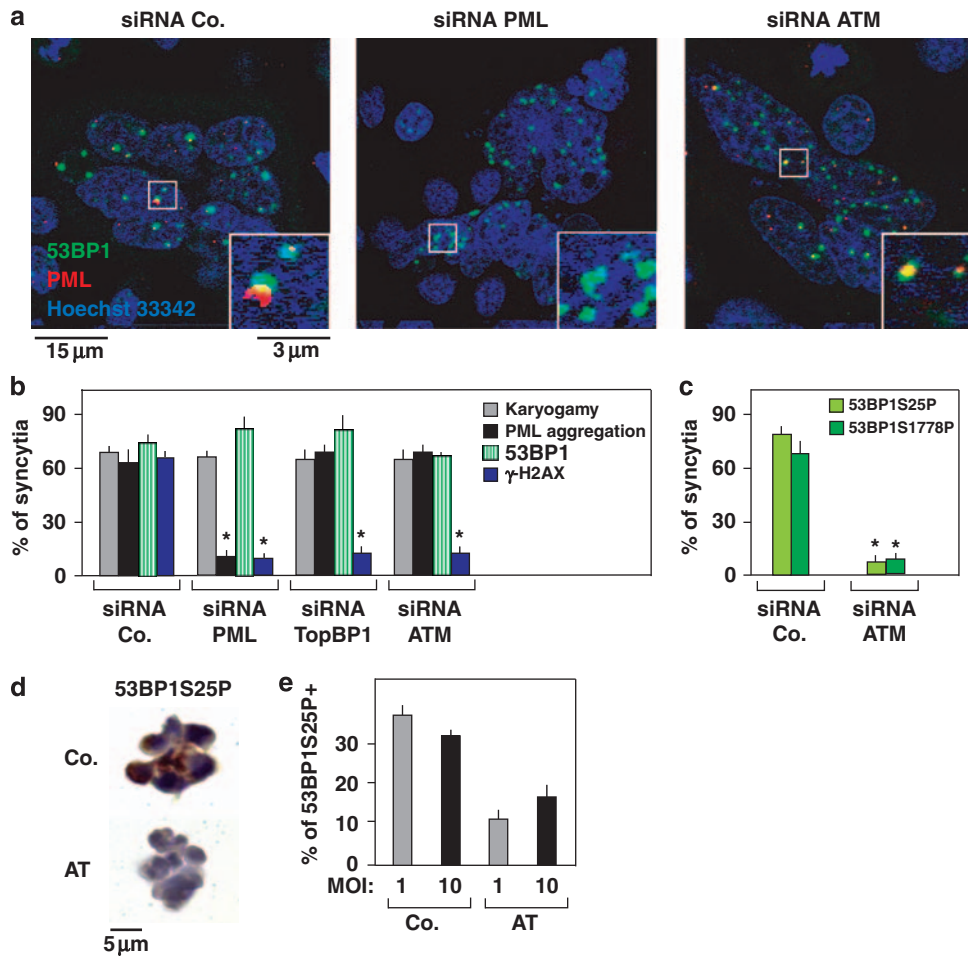 a
siRNA Co.
siRNA PML
siRNA ATM
53BP1
PML
Hoechst 33342
15 μm
3 μm
b
% of syncytia
90
60
30
0
Karyogamy
PML aggregation
53BP1
γ-H2AX
* * * *
siRNA Co.
siRNA PML
siRNA TopBP1
siRNA ATM
c
% of syncytia
90
60
30
0
53BP1S25P
53BP1S1778P
* *
siRNA Co.
siRNA ATM
d
53BP1S25P
Co.
AT
5 μm
e
% of 53BP1S25P+
30
20
10
0
MOI: 1 10 1 10
Co. AT